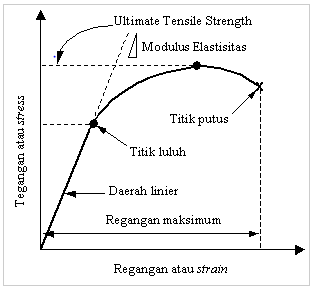 Ultimate Tensile Strength
Modulus Elastisitas
Titik putus
Titik luluh
Daerah linier
Regangan maksimum
Tegangan atau stress
Regangan atau strain